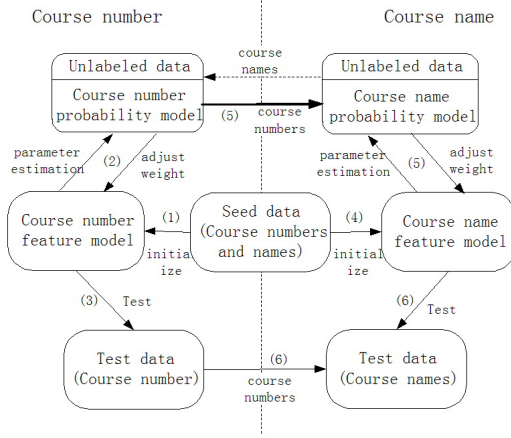 Course number
Course name
course
names
Unlabeled data
Course number
probability model
Unlabeled data
Course name
probability model
(5)
course
numbers
parameter
estimation
(2)
adjust
weight
parameter
estimation
(5)
adjust
weight
Course number
feature model
(1)
initial
ize
Seed data
(Course numbers
and names)
(4)
initial
ize
Course name
feature model
(3)
Test
(6)
Test
Test data
(Course number)
(6)
course
numbers
Test data
(Course names)